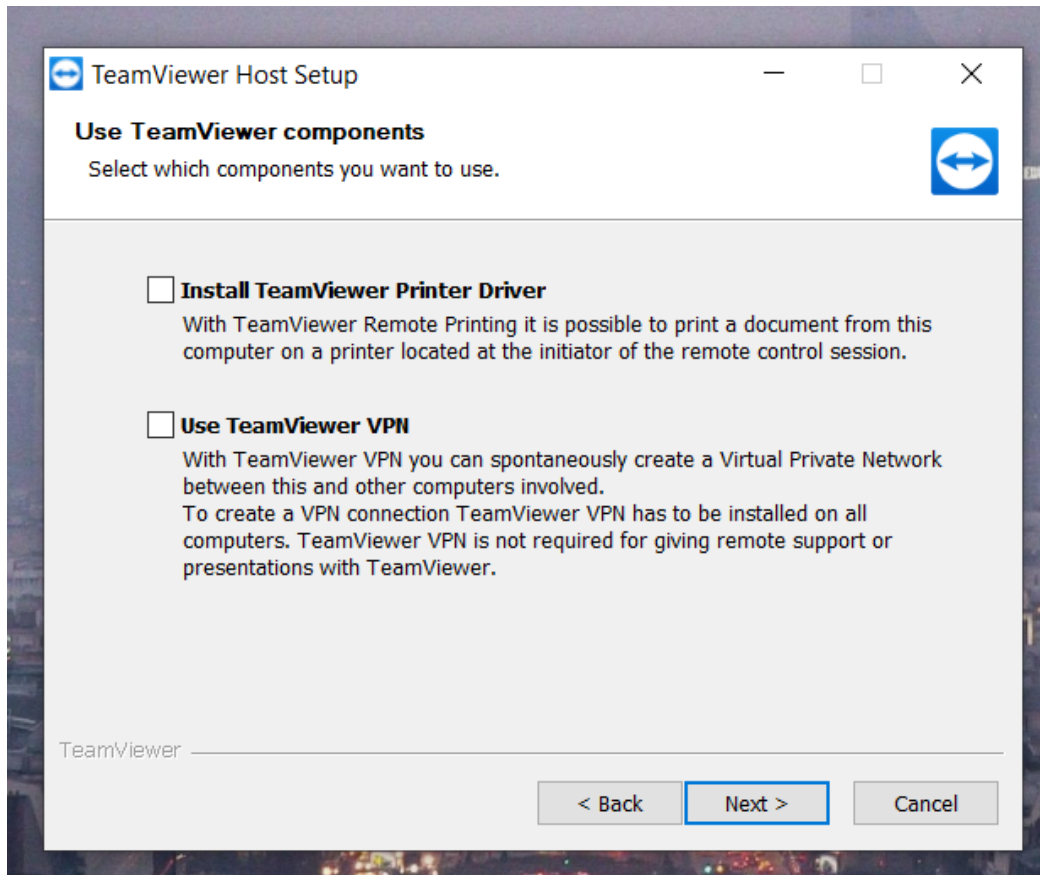 TeamViewer Host Setup
Use TeamViewer components
Select which components you want to use.
Install TeamViewer Printer Driver
With TeamViewer Remote Printing it is possible to print a document from this
computer on a printer located at the initiator of the remote control session.
Use TeamViewer VPN
With TeamViewer VPN you can spontaneously create a Virtual Private Network
between this and other computers involved.
To create a VPN connection TeamViewer VPN has to be installed on all
computers. TeamViewer VPN is not required for giving remote support or
presentations with TeamViewer.
TeamViewer
< Back
Next >
Cancel